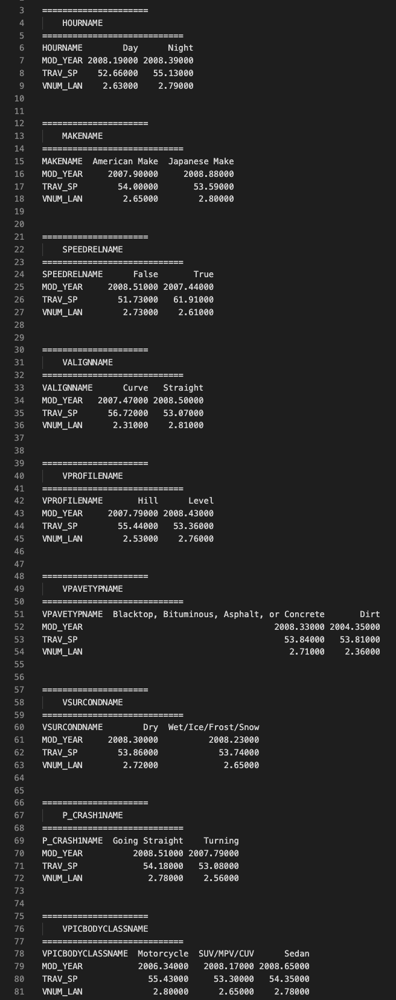 3 =====================
4 HOURNAME
5 ============================
6 HOURNAME        Day      Night
7 MOD_YEAR 2008.19000 2008.39000
8 TRAV_SP    52.66000   55.13000
9 VNUM_LAN    2.63000    2.79000
10
11
12 =====================
13 MAKENAME
14 ============================
15 MAKENAME  American Make  Japanese Make
16 MOD_YEAR     2007.90000     2008.88000
17 TRAV_SP        54.00000       53.59000
18 VNUM_LAN        2.65000        2.80000
19
20
21 =====================
22 SPEEDRELNAME
23 ============================
24 SPEEDRELNAME      False       True
25 MOD_YEAR     2008.51000 2007.44000
26 TRAV_SP        51.73000   61.91000
27 VNUM_LAN        2.73000    2.61000
28
29
30 =====================
31 VALIGNNAME
32 ============================
33 VALIGNNAME      Curve   Straight
34 MOD_YEAR   2007.47000 2008.50000
35 TRAV_SP      56.72000   53.07000
36 VNUM_LAN      2.31000    2.81000
37
38
39 =====================
40 VPROFILENAME
41 ============================
42 VPROFILENAME       Hill      Level
43 MOD_YEAR     2007.79000 2008.43000
44 TRAV_SP        55.44000   53.36000
45 VNUM_LAN        2.53000    2.76000
46
47
48 =====================
49 VPAVETYPNAME
50 ============================
51 VPAVETYPNAME  Blacktop, Bituminous, Asphalt, or Concrete       Dirt
52 MOD_YEAR                                      2008.33000 2004.35000
53 TRAV_SP                                         53.84000   53.81000
54 VNUM_LAN                                         2.71000    2.36000
55
56
57 =====================
58 VSURCONDNAME
59 ============================
60 VSURCONDNAME        Dry  Wet/Ice/Frost/Snow
61 MOD_YEAR     2008.30000          2008.23000
62 TRAV_SP        53.86000            53.74000
63 VNUM_LAN        2.72000             2.65000
64
65
66 =====================
67 P_CRASH1NAME
68 ============================
69 P_CRASH1NAME  Going Straight    Turning
70 MOD_YEAR          2008.51000 2007.79000
71 TRAV_SP             54.18000   53.08000
72 VNUM_LAN             2.78000    2.56000
73
74
75 =====================
76 VPICBODYCLASSNAME
77 ============================
78 VPICBODYCLASSNAME  Motorcycle  SUV/MPV/CUV      Sedan
79 MOD_YEAR           2006.34000   2008.17000 2008.65000
80 TRAV_SP              55.43000     53.30000   54.35000
81 VNUM_LAN              2.80000      2.65000    2.78000